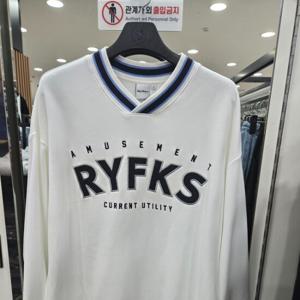 관계자외 출입금지
Authorized Personnel Only
AMUSEMENT
RYFKS
CURRENT UTILITY